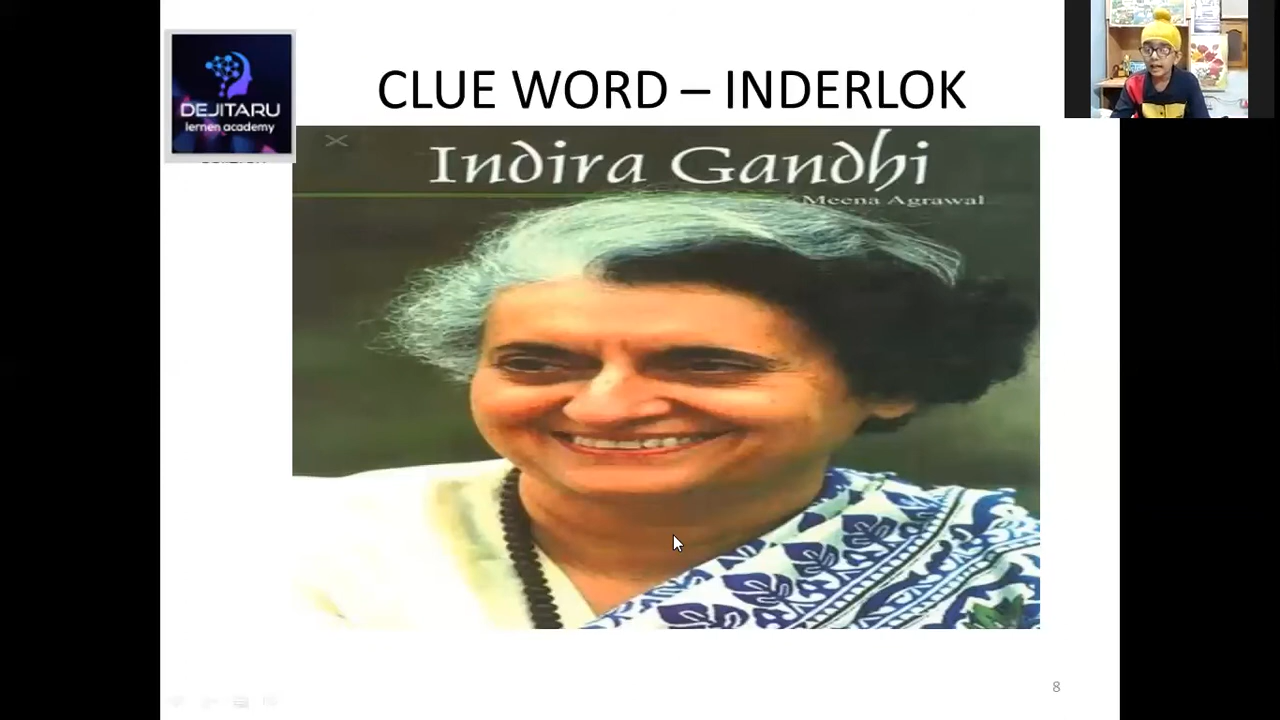 DEJITARU
lernen academy
CLUE WORD – INDERLOK
Indira Gandhi
Meena Agrawal
8